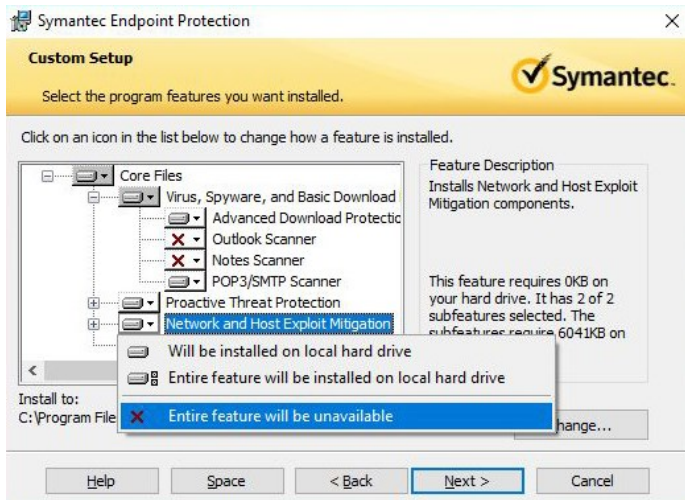 Symantec Endpoint Protection
Custom Setup
Select the program features you want installed.
Symantec.
Click on an icon in the list below to change how a feature is installed.
Core Files
Virus, Spyware, and Basic Download
Advanced Download Protectic
Outlook Scanner
Notes Scanner
POP3/SMTP Scanner
Proactive Threat Protection
Network and Host Exploit Mitigation
Feature Description
Installs Network and Host Exploit
Mitigation components.
This feature requires 0KB on
your hard drive. It has 2 of 2
subfeatures selected. The
subfeatures require 6041KB on
Will be installed on local hard drive
Entire feature will be installed on local hard drive
Entire feature will be unavailable
Install to:
C:\Program File
hange...
Help
Space
< Back
Next >
Cancel